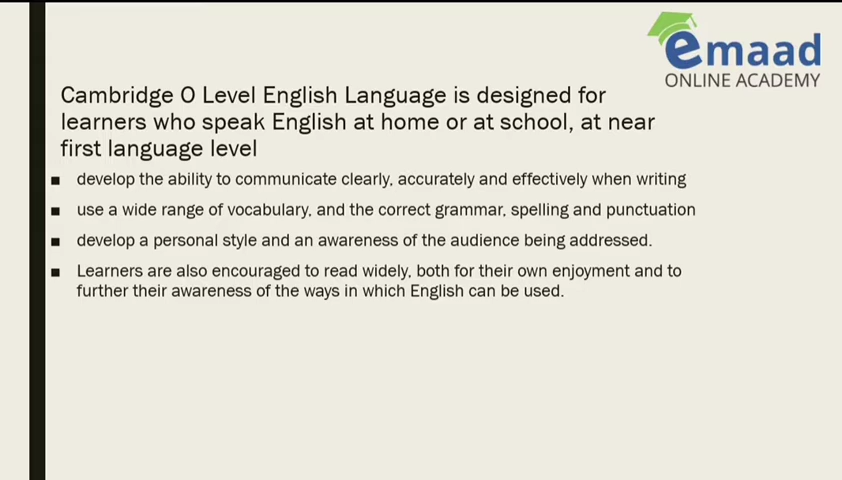 emaad
ONLINE ACADEMY
Cambridge O Level English Language is designed for
learners who speak English at home or at school, at near
first language level
■ develop the ability to communicate clearly, accurately and effectively when writing
■ use a wide range of vocabulary, and the correct grammar, spelling and punctuation
■ develop a personal style and an awareness of the audience being addressed.
■ Learners are also encouraged to read widely, both for their own enjoyment and to
further their awareness of the ways in which English can be used.